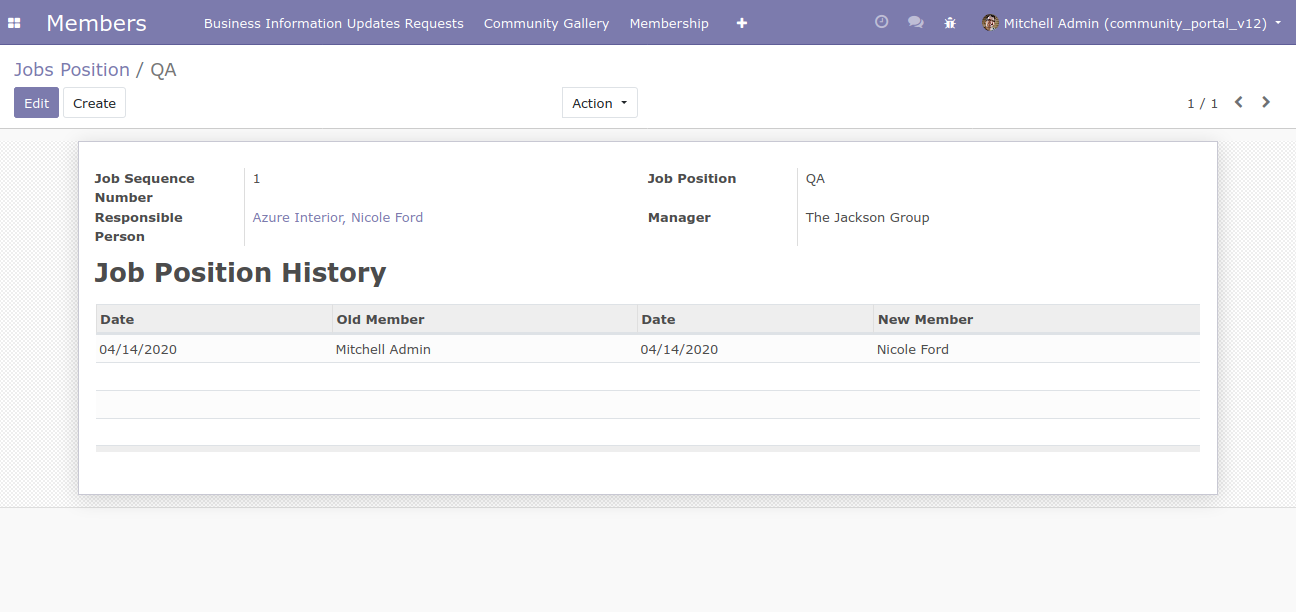 Members Business Information Updates Requests Community Gallery Membership Mitchell Admin (community_portal_v12)
Jobs Position / QA
Edit Create Action 1 / 1
Job Sequence Number 1 Job Position QA
Responsible Person Azure Interior, Nicole Ford Manager The Jackson Group
Job Position History
Date Old Member Date New Member
04/14/2020 Mitchell Admin 04/14/2020 Nicole Ford